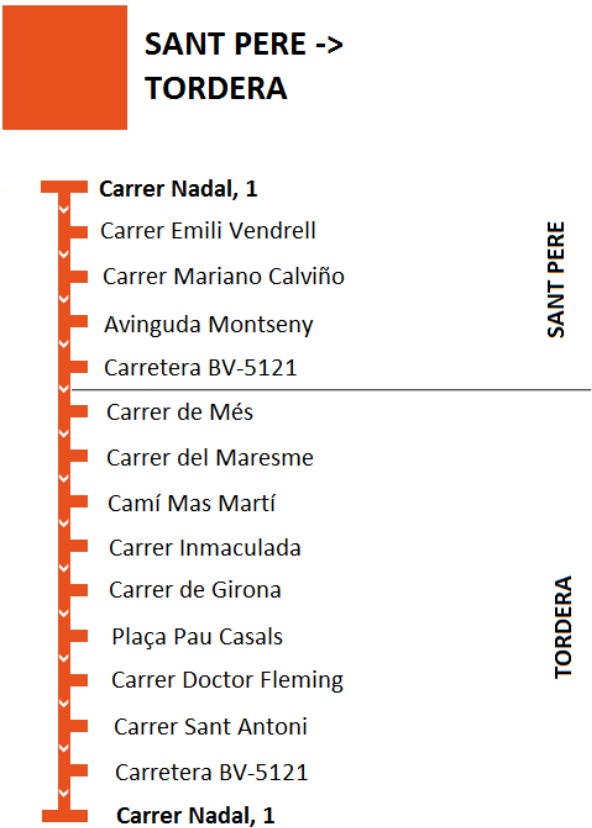 SANT PERE ->
TORDERA
Carrer Nadal, 1
Carrer Emili Vendrell
Carrer Mariano Calviño
Avinguda Montseny
Carretera BV-5121
SANT PERE
Carrer de Més
Carrer del Maresme
Camí Mas Martí
Carrer Inmaculada
Carrer de Girona
Plaça Pau Casals
Carrer Doctor Fleming
Carrer Sant Antoni
Carretera BV-5121
Carrer Nadal, 1
TORDERA